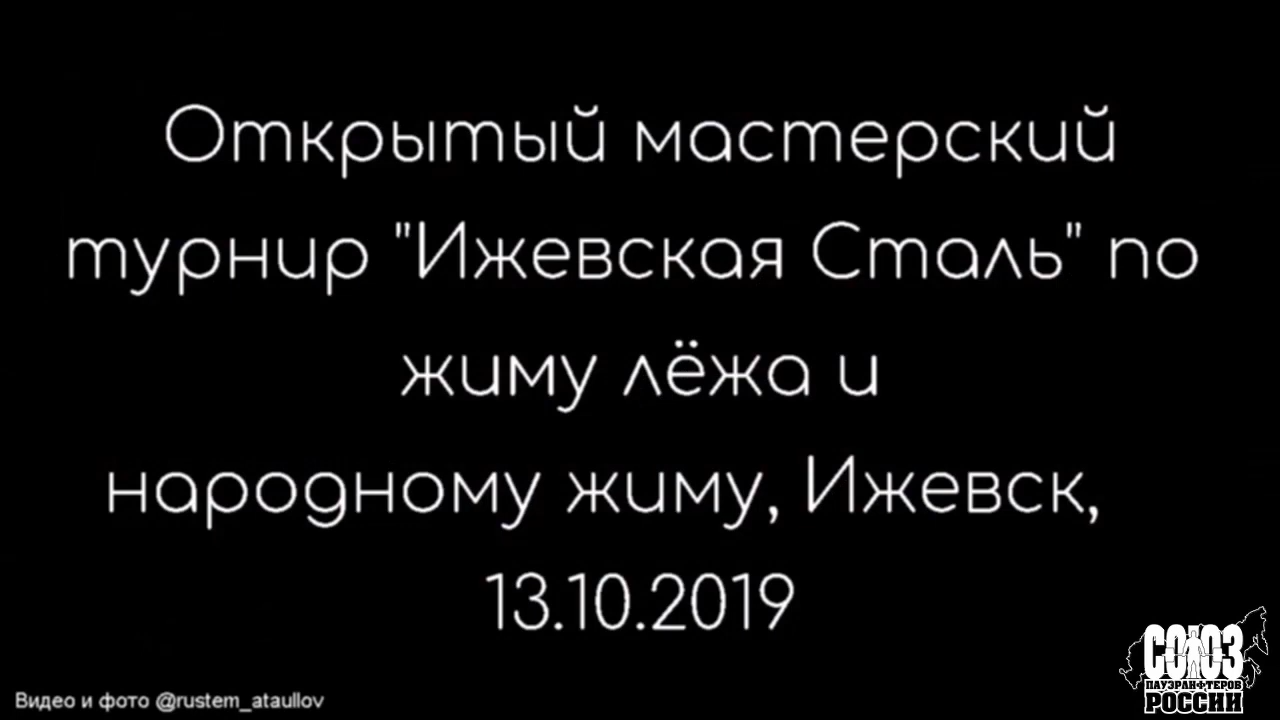 Открытый мастерский
турнир "Ижевская Сталь" по
жиму лёжа и
народному жиму, Ижевск,
13.10.2019
Видео и фото @rustem_ataullov
СОЮЗ
ПАУЭРЛИФТЕРОВ
РОССИИ